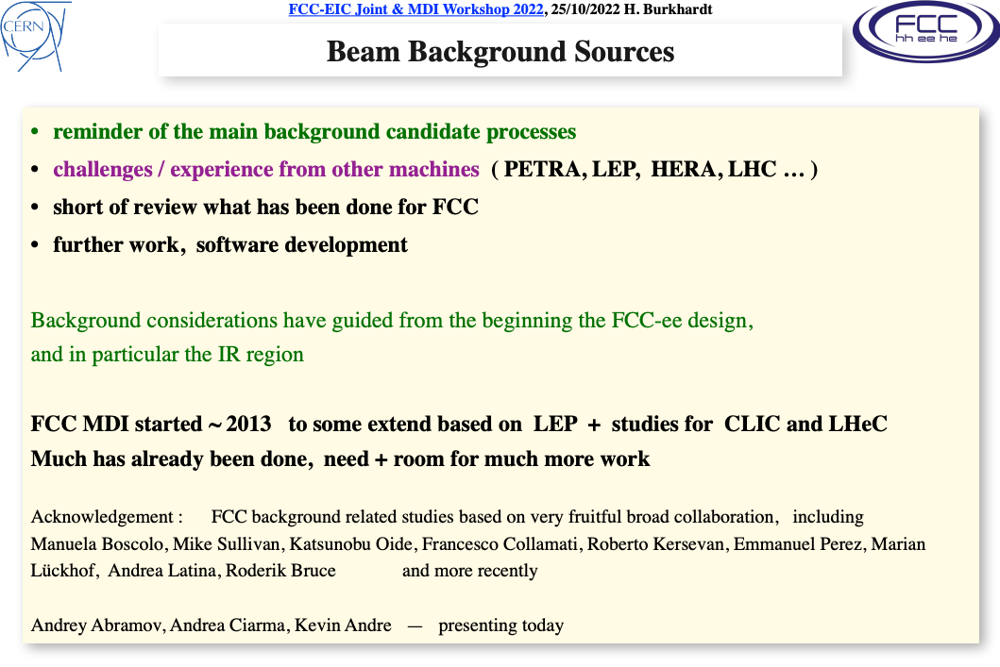 FCC-EIC Joint & MDI Workshop 2022, 25/10/2022 H. Burkhardt
CERN
FCC
hh ee he
Beam Background Sources
• reminder of the main background candidate processes
• challenges / experience from other machines ( PETRA, LEP, HERA, LHC … )
• short of review what has been done for FCC
• further work, software development
Background considerations have guided from the beginning the FCC-ee design,
and in particular the IR region
FCC MDI started ~ 2013 to some extend based on LEP + studies for CLIC and LHeC
Much has already been done, need + room for much more work
Acknowledgement : FCC background related studies based on very fruitful broad collaboration, including
Manuela Boscolo, Mike Sullivan, Katsunobu Oide, Francesco Collamati, Roberto Kersevan, Emmanuel Perez, Marian
Lückhof, Andrea Latina, Roderik Bruce and more recently
Andrey Abramov, Andrea Ciarma, Kevin Andre — presenting today